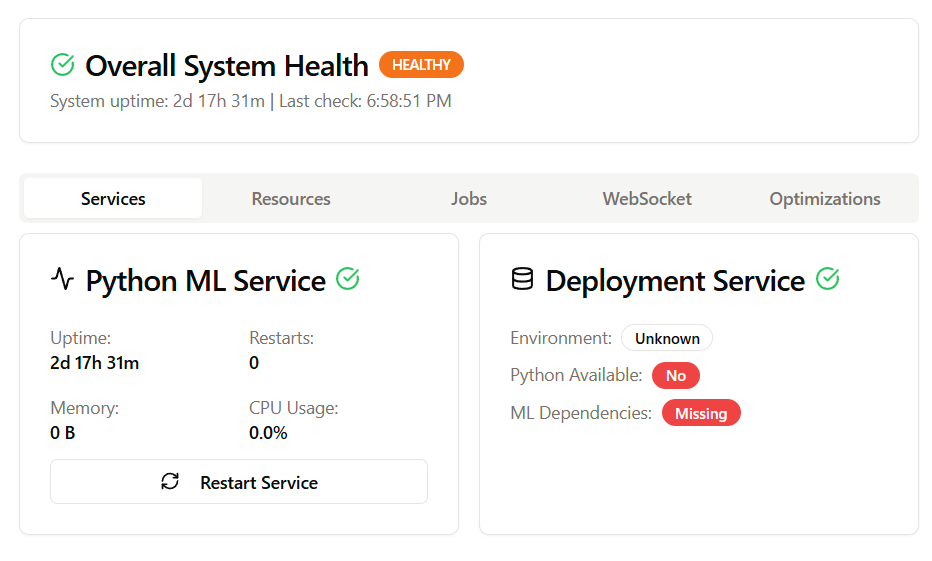 Overall System Health HEALTHY
System uptime: 2d 17h 31m | Last check: 6:58:51 PM
Services Resources Jobs WebSocket Optimizations
Python ML Service
Uptime: Restarts:
2d 17h 31m 0
Memory: CPU Usage:
0 B 0.0%
Restart Service
Deployment Service
Environment: Unknown
Python Available: No
ML Dependencies: Missing